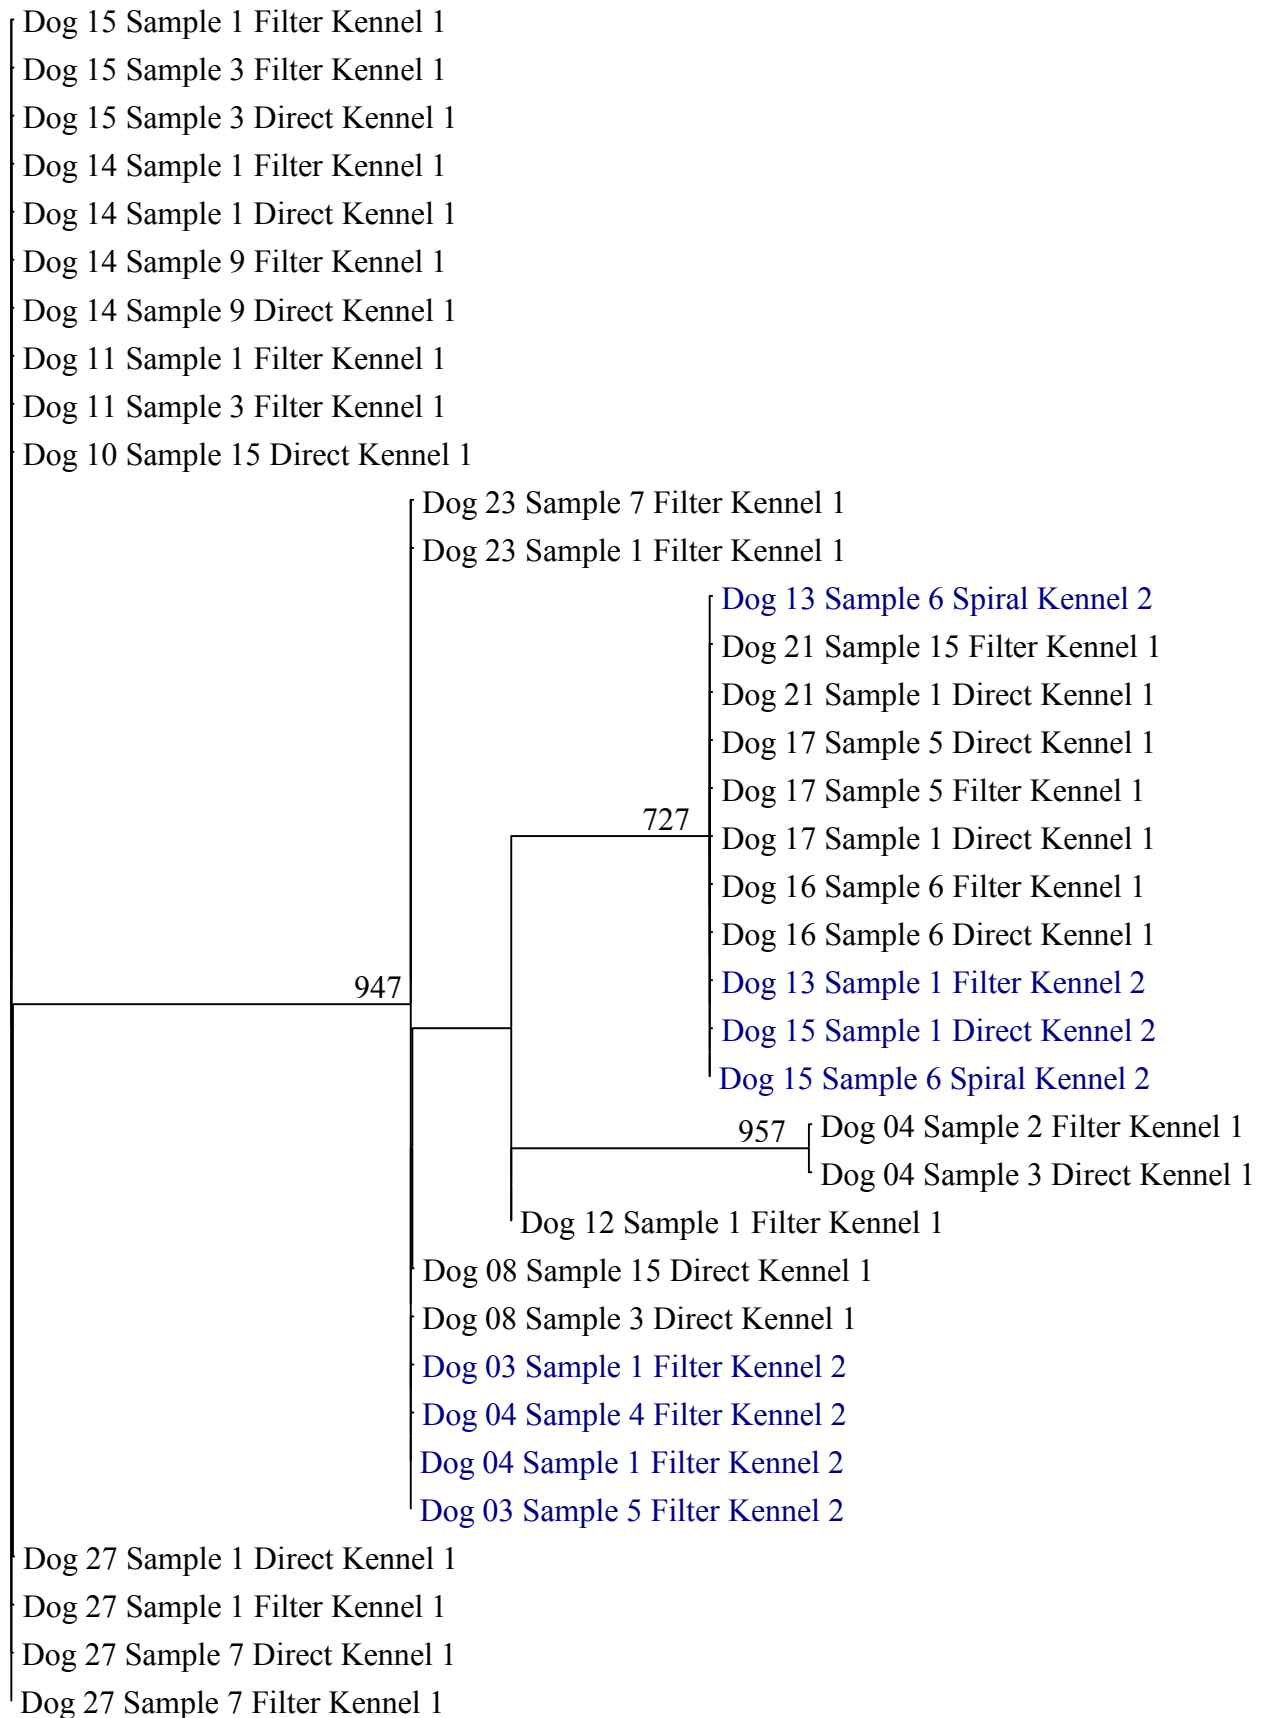 Dog 15 Sample 1 Filter Kennel 1
Dog 15 Sample 3 Filter Kennel 1
Dog 15 Sample 3 Direct Kennel 1
Dog 14 Sample 1 Filter Kennel 1
Dog 14 Sample 1 Direct Kennel 1
Dog 14 Sample 9 Filter Kennel 1
Dog 14 Sample 9 Direct Kennel 1
Dog 11 Sample 1 Filter Kennel 1
Dog 11 Sample 3 Filter Kennel 1
Dog 10 Sample 15 Direct Kennel 1
Dog 23 Sample 7 Filter Kennel 1
Dog 23 Sample 1 Filter Kennel 1
Dog 13 Sample 6 Spiral Kennel 2
Dog 21 Sample 15 Filter Kennel 1
Dog 21 Sample 1 Direct Kennel 1
Dog 17 Sample 5 Direct Kennel 1
Dog 17 Sample 5 Filter Kennel 1
727
Dog 17 Sample 1 Direct Kennel 1
Dog 16 Sample 6 Filter Kennel 1
Dog 16 Sample 6 Direct Kennel 1
Dog 13 Sample 1 Filter Kennel 2
947
Dog 15 Sample 1 Direct Kennel 2
Dog 15 Sample 6 Spiral Kennel 2
Dog 04 Sample 2 Filter Kennel 1
957
Dog 04 Sample 3 Direct Kennel 1
Dog 12 Sample 1 Filter Kennel 1
Dog 08 Sample 15 Direct Kennel 1
Dog 08 Sample 3 Direct Kennel 1
Dog 03 Sample 1 Filter Kennel 2
Dog 04 Sample 4 Filter Kennel 2
Dog 04 Sample 1 Filter Kennel 2
Dog 03 Sample 5 Filter Kennel 2
Dog 27 Sample 1 Direct Kennel 1
Dog 27 Sample 1 Filter Kennel 1
Dog 27 Sample 7 Direct Kennel 1
Dog 27 Sample 7 Filter Kennel 1